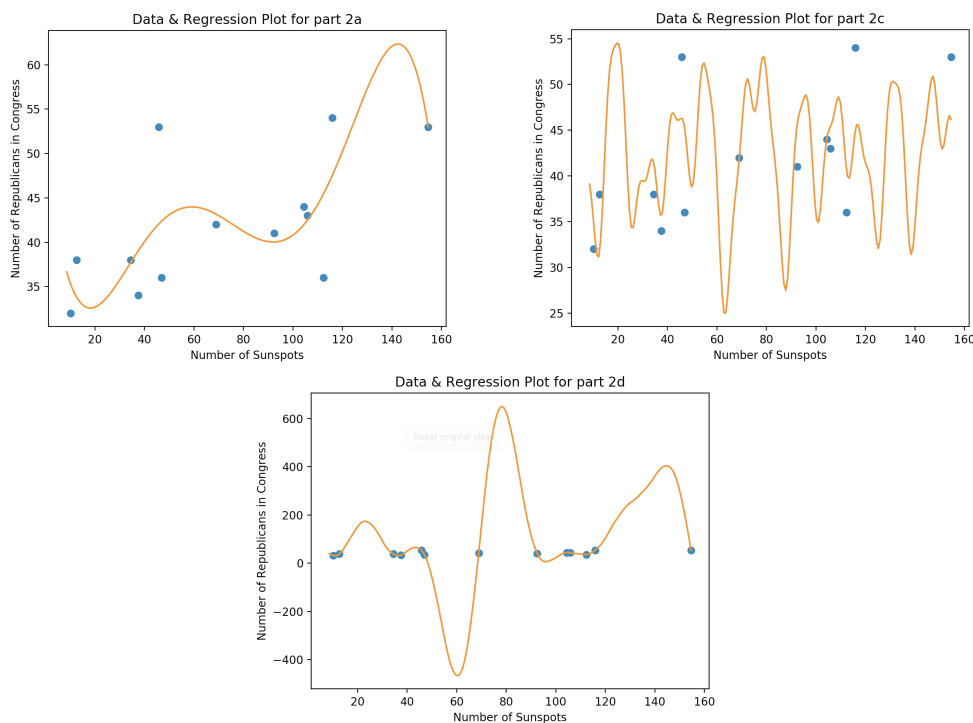 Data & Regression Plot for part 2a
Number of Republicans in Congress
60
55
50
45
40
35
20 40 60 80 100 120 140 160
Number of Sunspots
Data & Regression Plot for part 2c
Number of Republicans in Congress
55
50
45
40
35
30
25
20 40 60 80 100 120 140 160
Number of Sunspots
Data & Regression Plot for part 2d
Number of Republicans in Congress
600
400
200
0
−200
−400
Reset original view
20 40 60 80 100 120 140 160
Number of Sunspots